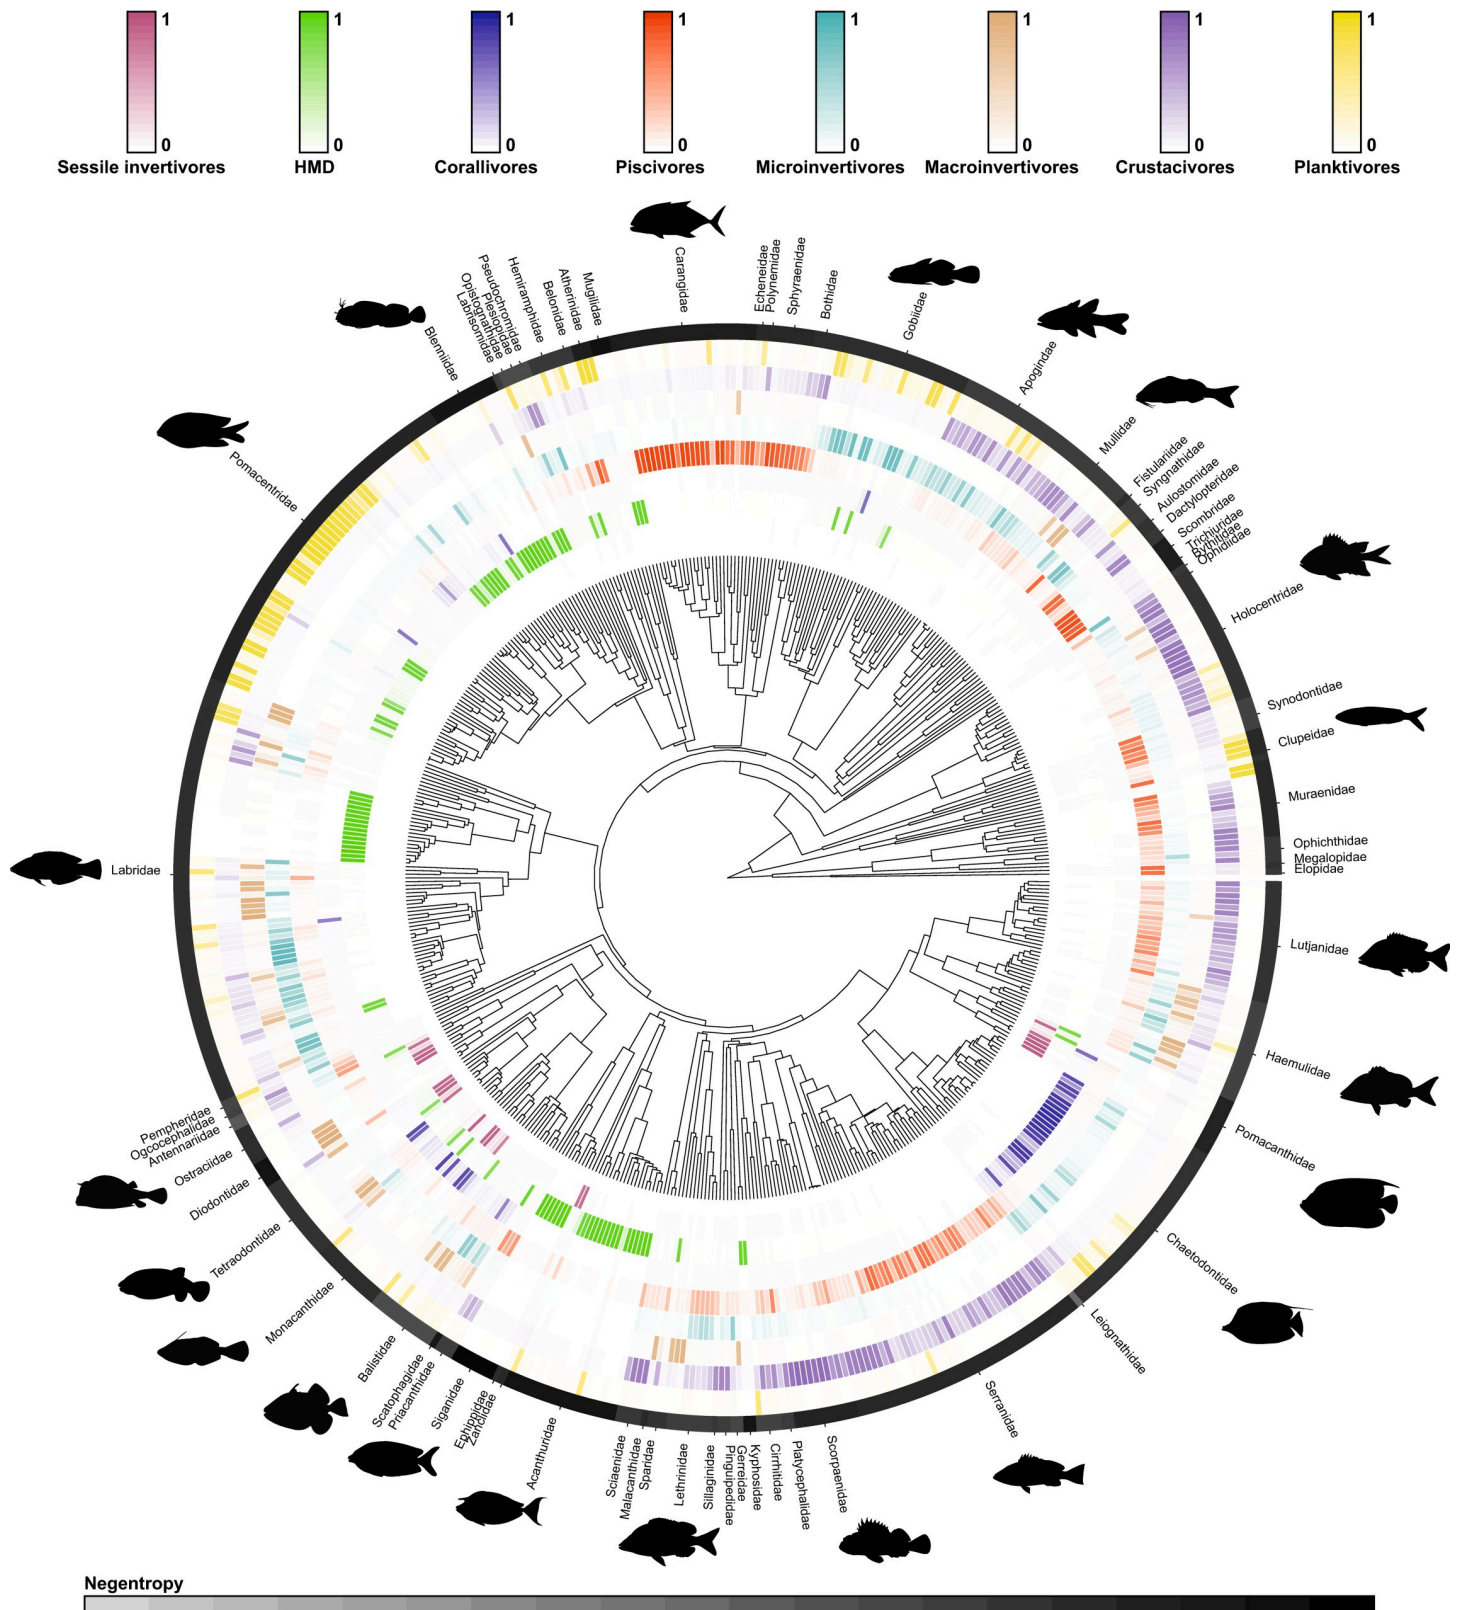 1 1 1 1 1 1 1 1
0 0 0 0 0 0 0 0
Sessile invertivores HMD Corallivores Piscivores Microinvertivores Macroinvertivores Crustacivores Planktivores
Carangidae
Echeneidae
Polynemidae
Sphyraenidae
Bothidae
Gobiidae
Apogindae
Mullidae
Fistulariidae
Syngnathidae
Aulostomidae
Dactylopteridae
Scombridae
Trichiuridae
Bythitidae
Ophidiidae
Holocentridae
Synodontidae
Clupeidae
Muraenidae
Ophichthidae
Megalopidae
Elopidae
Lutjanidae
Haemulidae
Pomacanthidae
Chaetodontidae
Leiognathidae
Serranidae
Scorpaenidae
Platycephalidae
Cirrhitidae
Kyphosidae
Gerreidae
Pinguipedidae
Sillaginidae
Lethrinidae
Sparidae
Malacanthidae
Sciaenidae
Acanthuridae
Zanclidae
Ephippidae
Siganidae
Priacanthidae
Scatophagidae
Balistidae
Monacanthidae
Tetraodontidae
Diodontidae
Ostraciidae
Antennariidae
Ogcocephalidae
Pempheridae
Labridae
Pomacentridae
Blenniidae
Labrisomidae
Opistognathidae
Plesiopidae
Pseudochromidae
Hemiramphidae
Belonidae
Atherinidae
Mugilidae
Negentropy